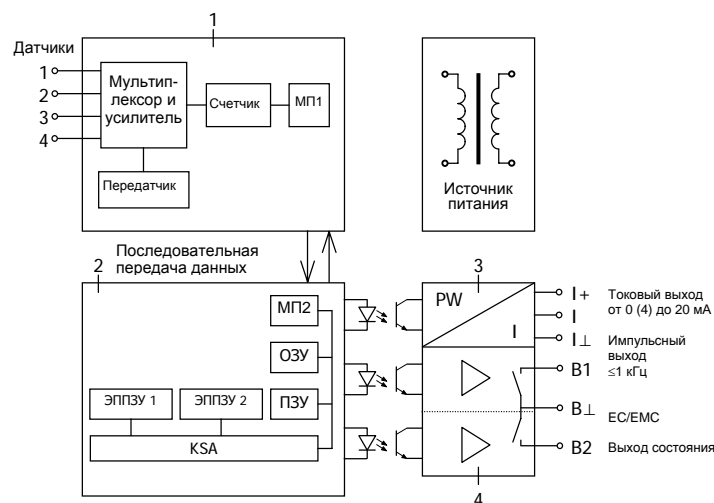 1
Датчики
1
2
3
4
Мультип-
лексор и
усилитель
Счетчик
МП1
Передатчик
Источник
питания
Последовательная
передача данных
2
МП2
ОЗУ
ПЗУ
ЭППЗУ 1
ЭППЗУ 2
KSA
3
PW
I
I+
I
I⊥
Токовый выход
от 0 (4) до 20 мА
Импульсный
выход
≤1 кГц
B1
B⊥
EC/EMC
B2
Выход состояния
4